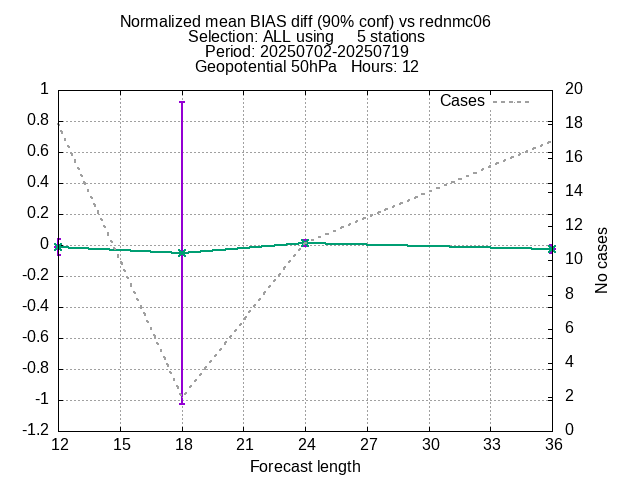 Normalized mean BIAS diff (90% conf) vs rednmc06
Selection: ALL using     5 stations
Period: 20250702-20250719
Geopotential 50hPa   Hours: 12
Cases
1
0.8
0.6
0.4
0.2
0
-0.2
-0.4
-0.6
-0.8
-1
-1.2
20
18
16
14
12
10
8
6
4
2
0
No cases
12 15 18 21 24 27 30 33 36
Forecast length